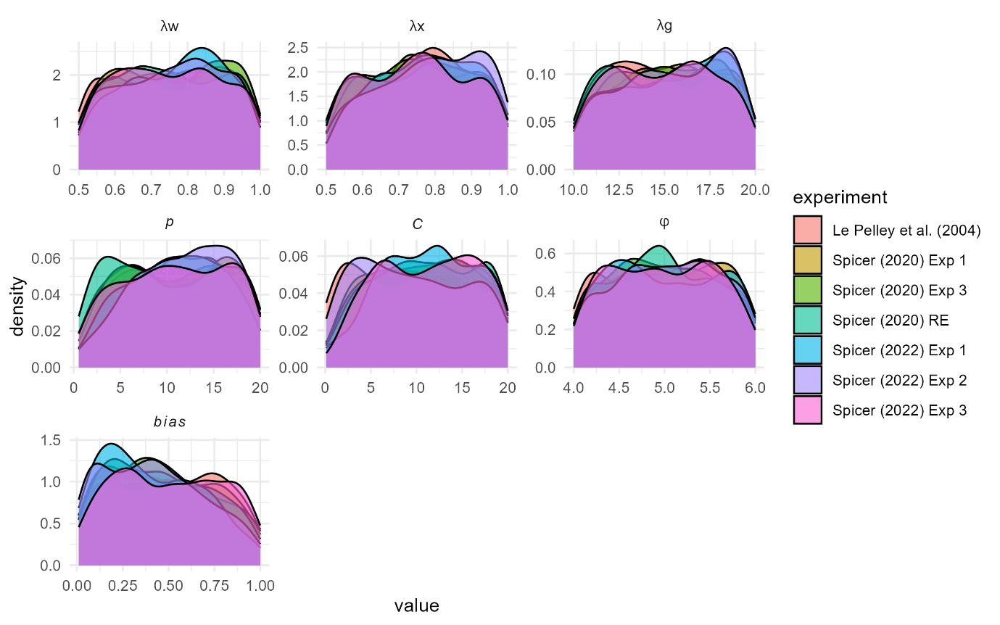 λw
λx
λg
2
1
0
0.5 0.6 0.7 0.8 0.9 1.0
2.5
2.0
1.5
1.0
0.5
0.0
0.5 0.6 0.7 0.8 0.9 1.0
0.10
0.05
0.00
10.0 12.5 15.0 17.5 20.0
p
C
φ
0.06
0.04
0.02
0.00
0 5 10 15 20
0.06
0.04
0.02
0.00
0 5 10 15 20
0.6
0.4
0.2
0.0
4.0 4.5 5.0 5.5 6.0
bias
1.5
1.0
0.5
0.0
0.00 0.25 0.50 0.75 1.00
density
value
experiment
Le Pelley et al. (2004)
Spicer (2020) Exp 1
Spicer (2020) Exp 3
Spicer (2020) RE
Spicer (2022) Exp 1
Spicer (2022) Exp 2
Spicer (2022) Exp 3